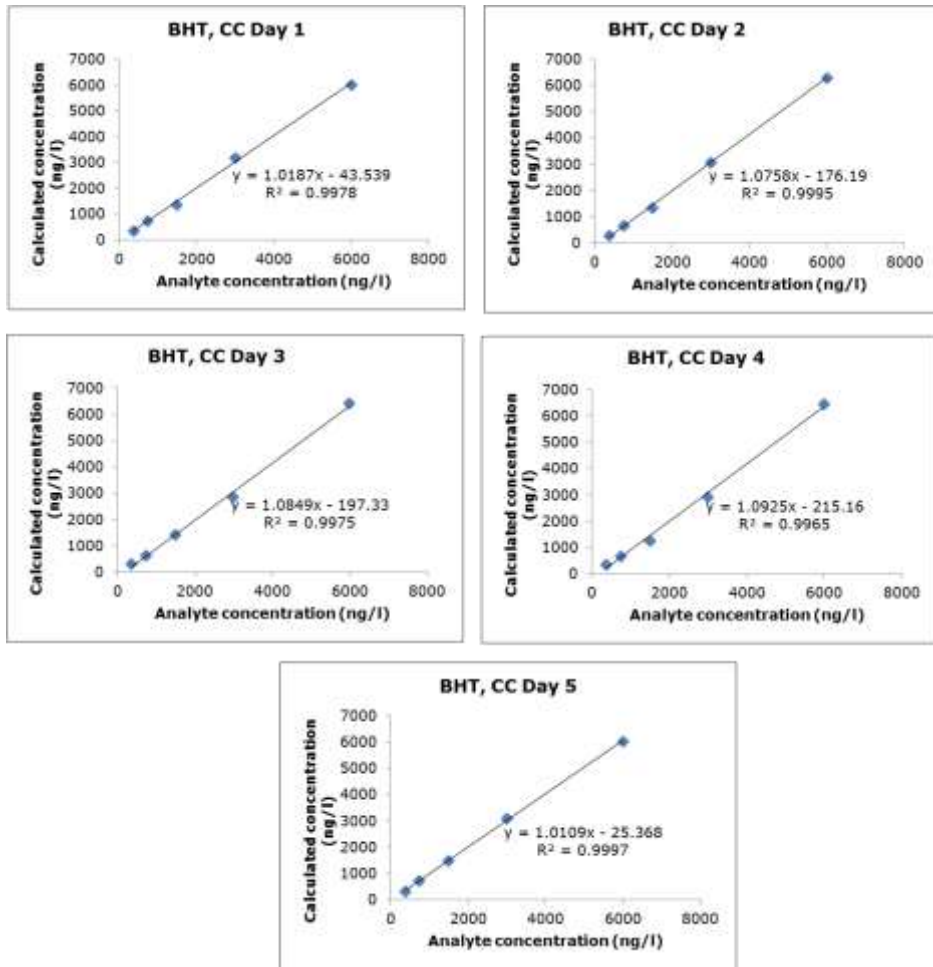 BHT, CC Day 1
Calculated concentration
(ng/l)
7000
6000
5000
4000
3000
2000
1000
0
y = 1.0187x - 43.539
R² = 0.9978
0 2000 4000 6000 8000
Analyte concentration (ng/l)
BHT, CC Day 2
Calculated concentration
(ng/l)
7000
6000
5000
4000
3000
2000
1000
0
y = 1.0758x - 176.19
R² = 0.9995
0 2000 4000 6000 8000
Analyte concentration (ng/l)
BHT, CC Day 3
Calculated concentration
(ng/l)
7000
6000
5000
4000
3000
2000
1000
0
y = 1.0849x - 197.33
R² = 0.9975
0 2000 4000 6000 8000
Analyte concentration (ng/l)
BHT, CC Day 4
Calculated concentration
(ng/l)
7000
6000
5000
4000
3000
2000
1000
0
y = 1.0925x - 215.16
R² = 0.9965
0 2000 4000 6000 8000
Analyte concentration (ng/l)
BHT, CC Day 5
Calculated concentration
(ng/l)
7000
6000
5000
4000
3000
2000
1000
0
y = 1.0109x - 25.368
R² = 0.9997
0 2000 4000 6000 8000
Analyte concentration (ng/l)